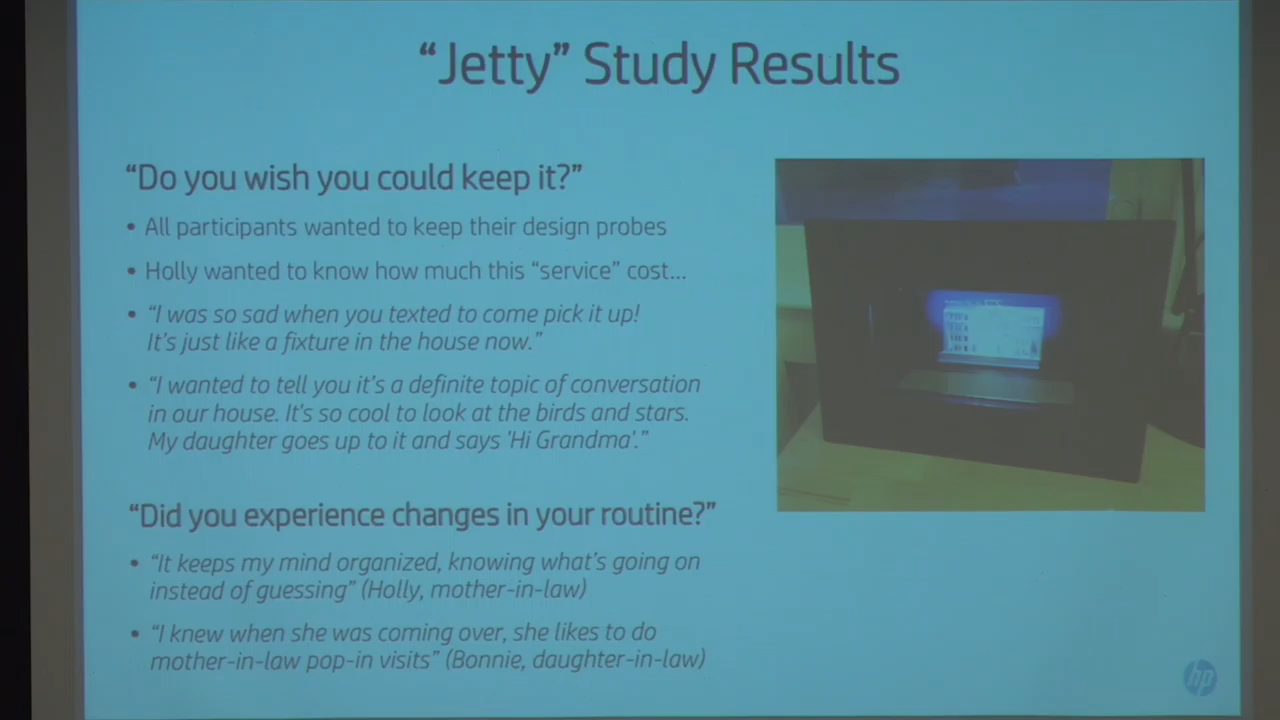 “Jetty” Study Results
“Do you wish you could keep it?”
• All participants wanted to keep their design probes
• Holly wanted to know how much this “service” cost...
• “I was so sad when you texted to come pick it up!
It’s just like a fixture in the house now.”
• “I wanted to tell you it’s a definite topic of conversation
in our house. It’s so cool to look at the birds and stars.
My daughter goes up to it and says ‘Hi Grandma’.”
“Did you experience changes in your routine?”
• “It keeps my mind organized, knowing what’s going on
instead of guessing” (Holly, mother-in-law)
• “I knew when she was coming over, she likes to do
mother-in-law pop-in visits” (Bonnie, daughter-in-law)
hp